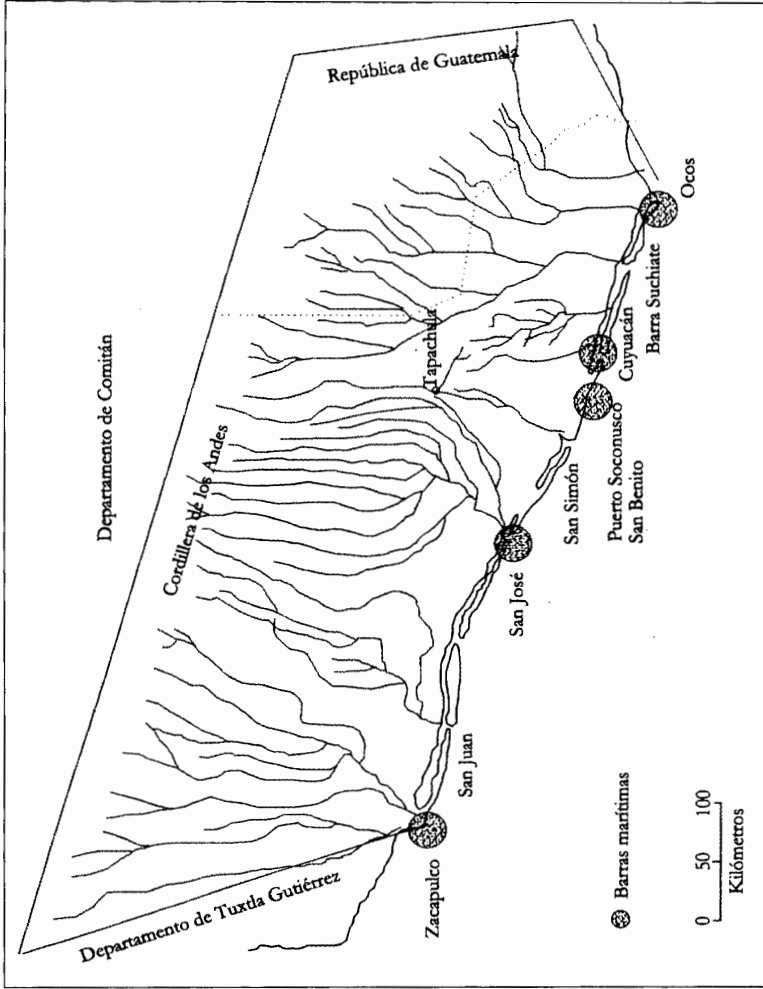 Departamento de Comitán
República de Guatemala
Cordillera de los Andes
Tapachula
Departamento de Tuxtla Gutiérrez
Zacapulco
San Juan
San José
San Simón
Puerto Soconusco
San Benito
Cuyuacán
Barra Suchiate
Ocos
Barras marítimas
0 50 100
Kilómetros